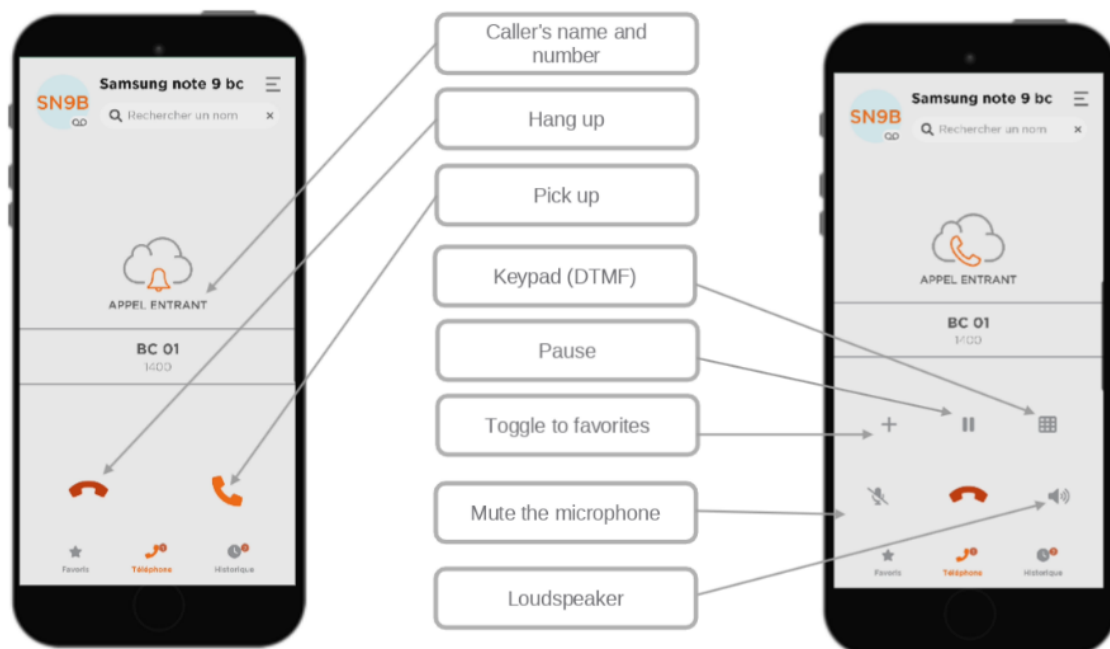 Samsung note 9 bc
SN9B
Rechercher un nom
APPEL ENTRANT
BC 01
1400
Favoris
Téléphone
Historique
Caller's name and
number
Hang up
Pick up
Keypad (DTMF)
Pause
Toggle to favorites
Mute the microphone
Loudspeaker
Samsung note 9 bc
SN9B
Rechercher un nom
APPEL ENTRANT
BC 01
1400
Favoris
Téléphone
Historique